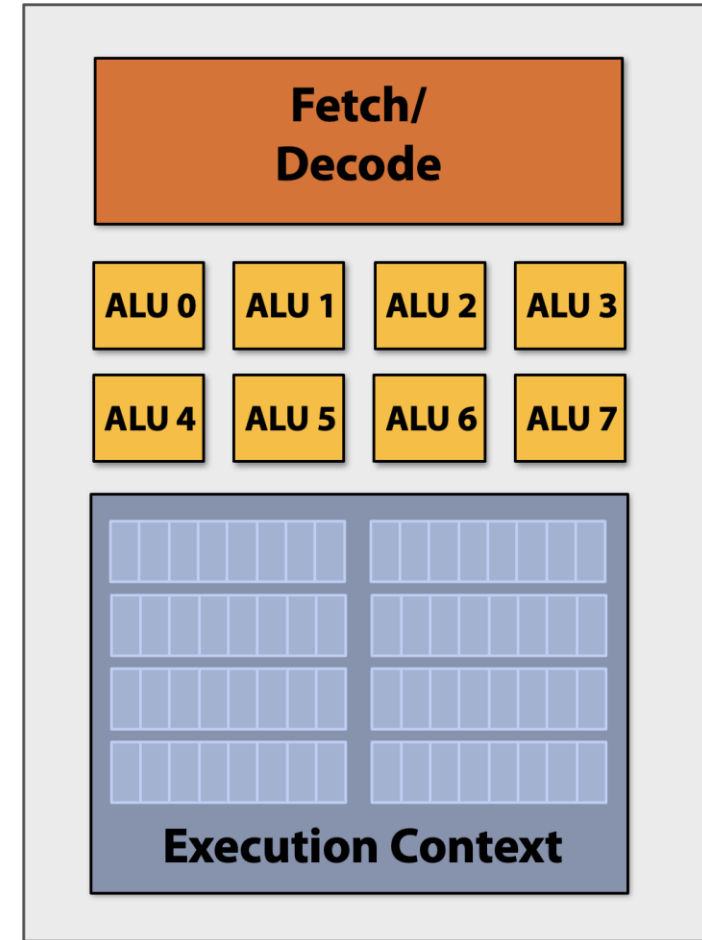 Fetch/
Decode
ALU 0 ALU 1 ALU 2 ALU 3
ALU 4 ALU 5 ALU 6 ALU 7
Execution Context